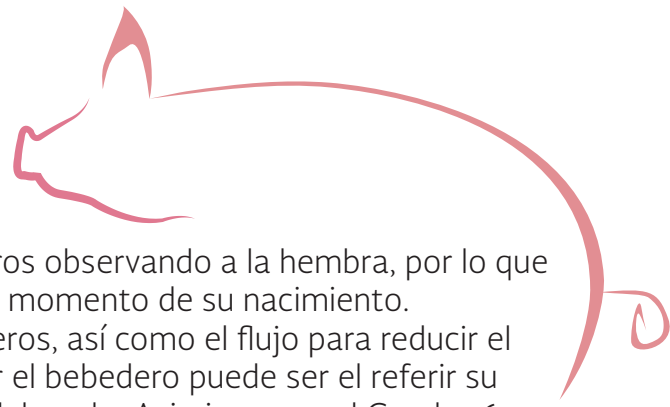 ros observando a la hembra, por lo que
momento de su nacimiento.
eros, así como el flujo para reducir el
el bebedero puede ser el referir su